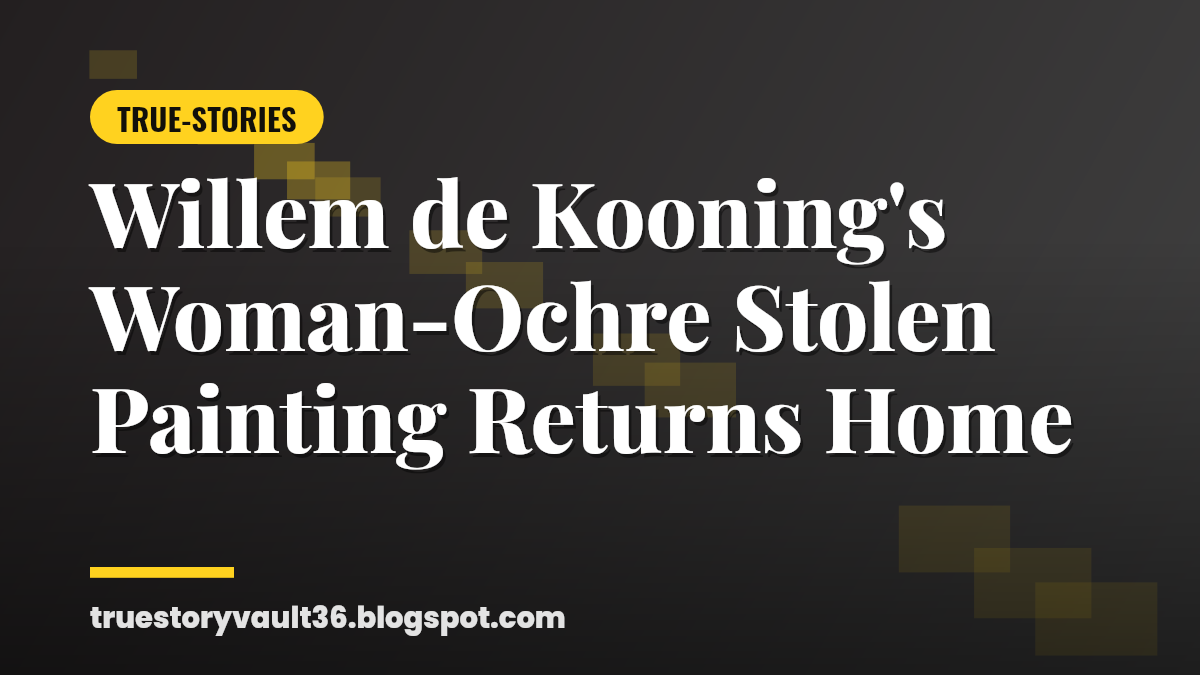 TRUE-STORIES
Willem de Kooning's
Woman-Ochre Stolen
Painting Returns Home
truestoryvault36.blogspot.com